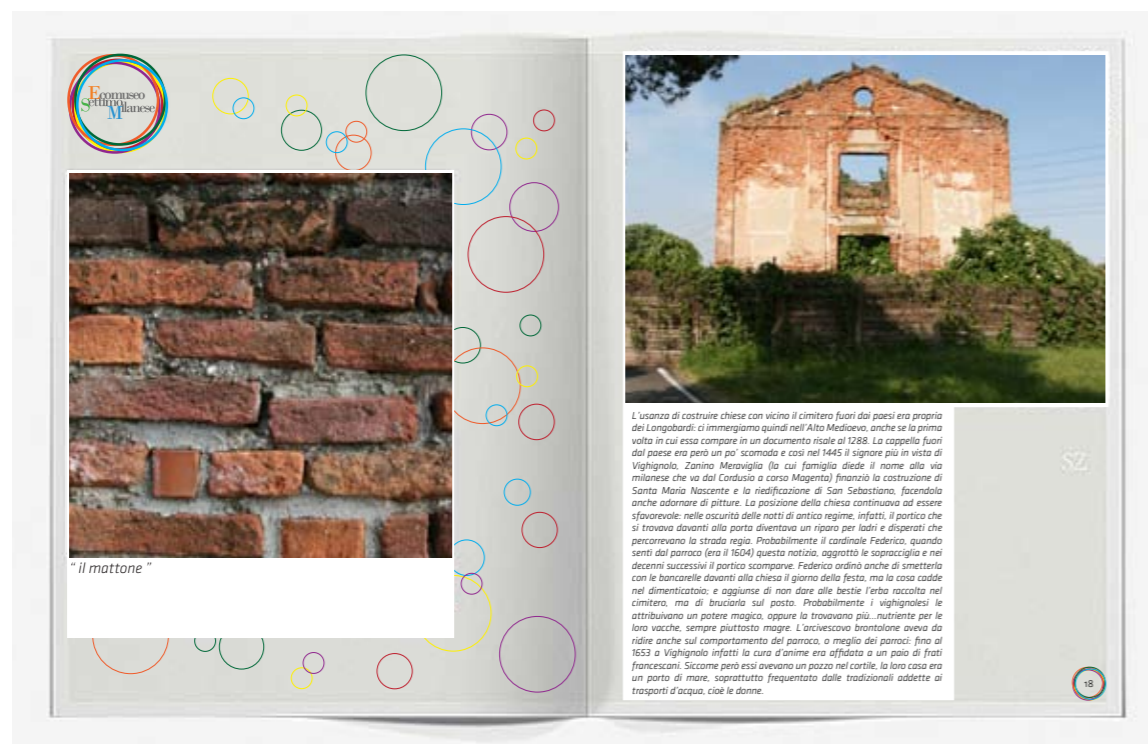 Ecomuseo
Settimo
Milanese
“ il mattone ”
L'usanza di costruire chiese con vicino il cimitero fuori dai paesi era propria
dei Longobardi: ci immergiamo quindi nell'Alto Medioevo, anche se la prima
volta in cui essa compare in un documento risale al 1288. La cappella fuori
dal paese era però un po' scomoda e così nel 1445 il signore più in vista di
Vighignolo, Zanino Meraviglia (la cui famiglia diede il nome alla via
milanese che va dal Cordusio a corso Magenta) finanziò la costruzione di
Santa Maria Nascente e la riedificazione di San Sebastiano, facendola
anche adornare di pitture. La posizione della chiesa continuava ad essere
sfavorevole: nelle oscurità delle notti di antico regime, infatti, il portico che
si trovava davanti alla porta diventava un riparo per ladri e disperati che
percorrevano la strada regia. Probabilmente il cardinale Federico, quando
sentì dal parroco (era il 1604) questa notizia, aggrottò le sopracciglia e nei
decenni successivi il portico scomparve. Federico ordinò anche di smetterla
con le bancarelle davanti alla chiesa il giorno della festa, ma la cosa cadde
nel dimenticatoio; e aggiunse di non dare alle bestie l'erba raccolta nel
cimitero, ma di bruciarla sul posto. Probabilmente i vighignolesi le
attribuivano un potere magico, oppure la trovavano più...nutriente per le
loro vacche, sempre piuttosto magre. L'arcivescovo brontolone aveva da
ridire anche sul comportamento del parroco, o meglio dei parroci: fino al
1653 a Vighignolo infatti la cura d'anime era affidata a un paio di frati
francescani. Siccome però essi avevano un pozzo nel cortile, la loro casa era
un porto di mare, soprattutto frequentato dalle tradizionali addette ai
trasporti d'acqua, cioè le donne.
SZ
18